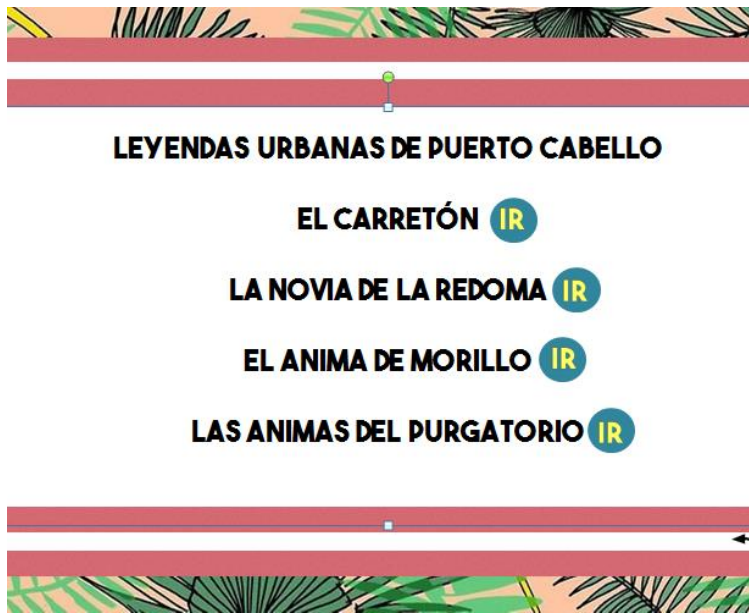 LEYENDAS URBANAS DE PUERTO CABELLO
EL CARRETÓN IR
LA NOVIA DE LA REDOMA IR
EL ANIMA DE MORILLO IR
LAS ANIMAS DEL PURGATORIO IR